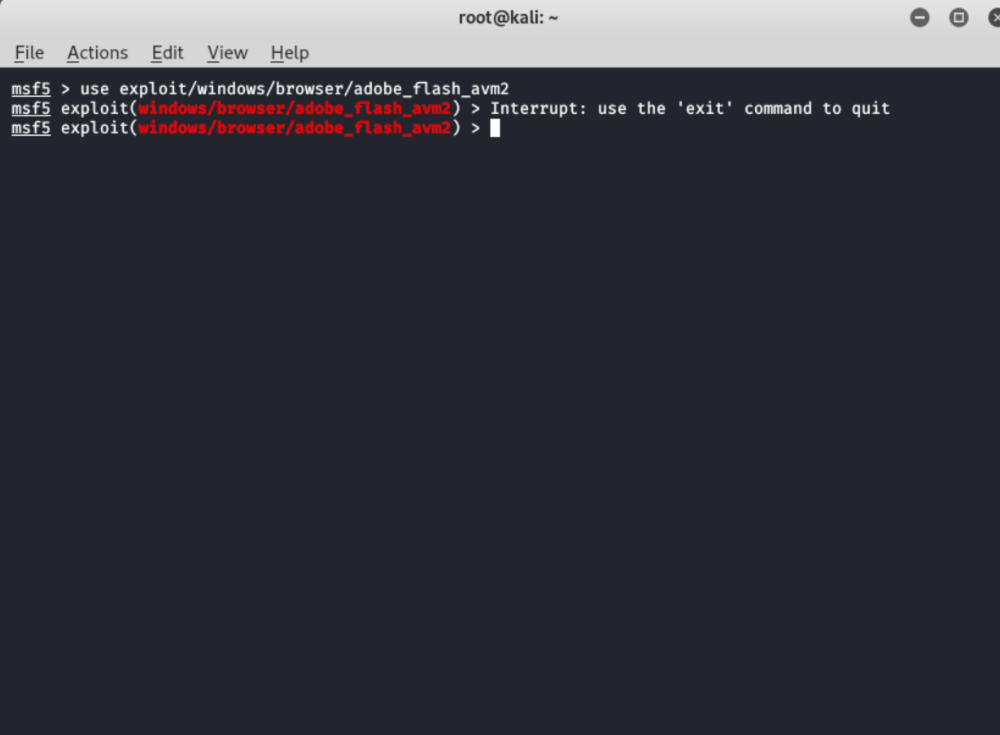 root@kali: ~
File Actions Edit View Help
msf5 > use exploit/windows/browser/adobe_flash_avm2
msf5 exploit(windows/browser/adobe_flash_avm2) > Interrupt: use the 'exit' command to quit
msf5 exploit(windows/browser/adobe_flash_avm2) >